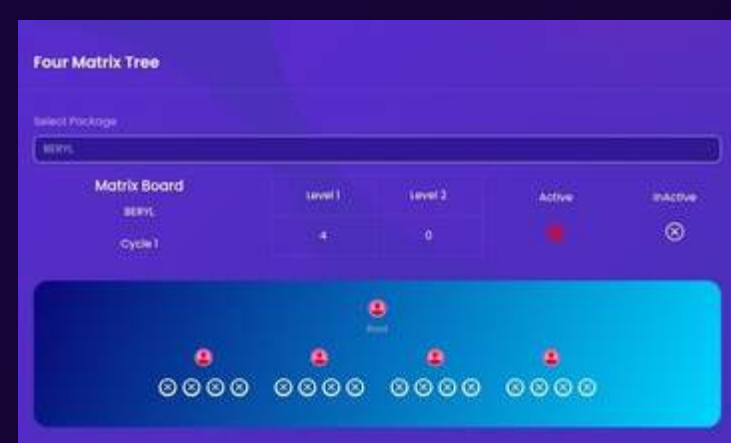 Four Matrix Tree
Select Package
BERYL
Matrix Board
BERYL
Cycle 1
Level 1 Level 2
4 0
Active InActive
Root